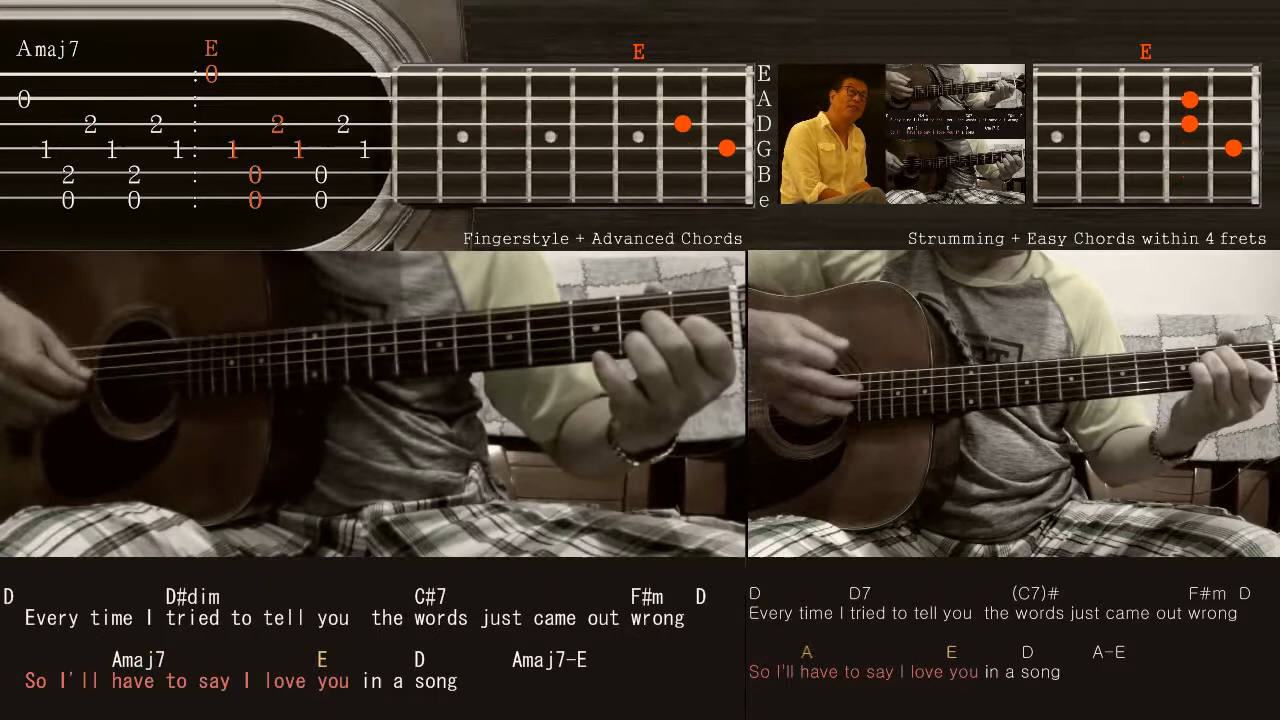 Amaj7 E
0
0
2 2 : 2 2
1 1 1 : 1 1 1
2 2 : 0 0
0 0 : 0 0
E
E
A
D
G
B
e
E
Fingerstyle + Advanced Chords
Strumming + Easy Chords within 4 frets
D D#dim C#7 F#m D
Every time I tried to tell you the words just came out wrong
Amaj7 E D Amaj7-E
So I'll have to say I love you in a song
D D7 (C7)# F#m D
Every time I tried to tell you the words just came out wrong
A E D A-E
So I'll have to say I love you in a song